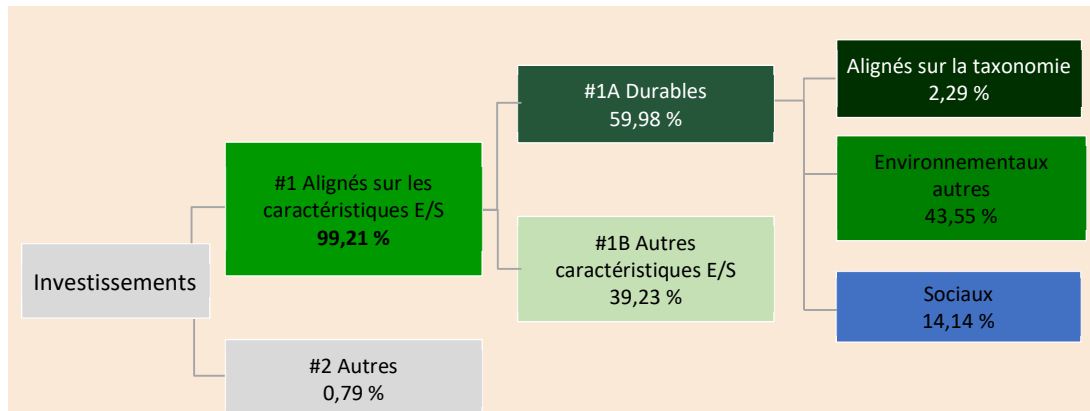 Investissements
#1 Alignés sur les
caractéristiques E/S
99,21 %
#2 Autres
0,79 %
#1A Durables
59,98 %
#1B Autres
caractéristiques E/S
39,23 %
Alignés sur la taxonomie
2,29 %
Environnementaux
autres
43,55 %
Sociaux
14,14 %